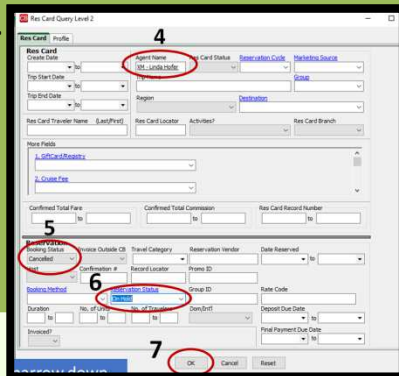 Res Card Query Level 2
Res Card Profile
4
Res Card
Create Date Agent Name Res Card Status Reservation Cycle Marketing Source
to XM - Linda Hofer
Trip Start Date Trip Name Group
to
Trip End Date Region Destination
to
Res Card Traveler Name (Last/First) Res Card Locator Activities? Res Card Branch
More Fields
1. GiftCard/Registry
2. Cruise Fee
Confirmed Total Fare Confirmed Total Commission Res Card Record Number
to to to
5
Reservation
Booking Status Invoice Outside CB Travel Category Reservation Vendor Date Reserved
Cancelled to
Confirmation # Record Locator Promo ID
6
Booking Method Reservation Status Group ID Rate Code
On Hold
Duration No. of Units No. of Travelers Dom/Int'l Deposit Due Date
to to to to
Invoiced? Final Payment Due Date
to
7
OK Cancel Reset
narrow down